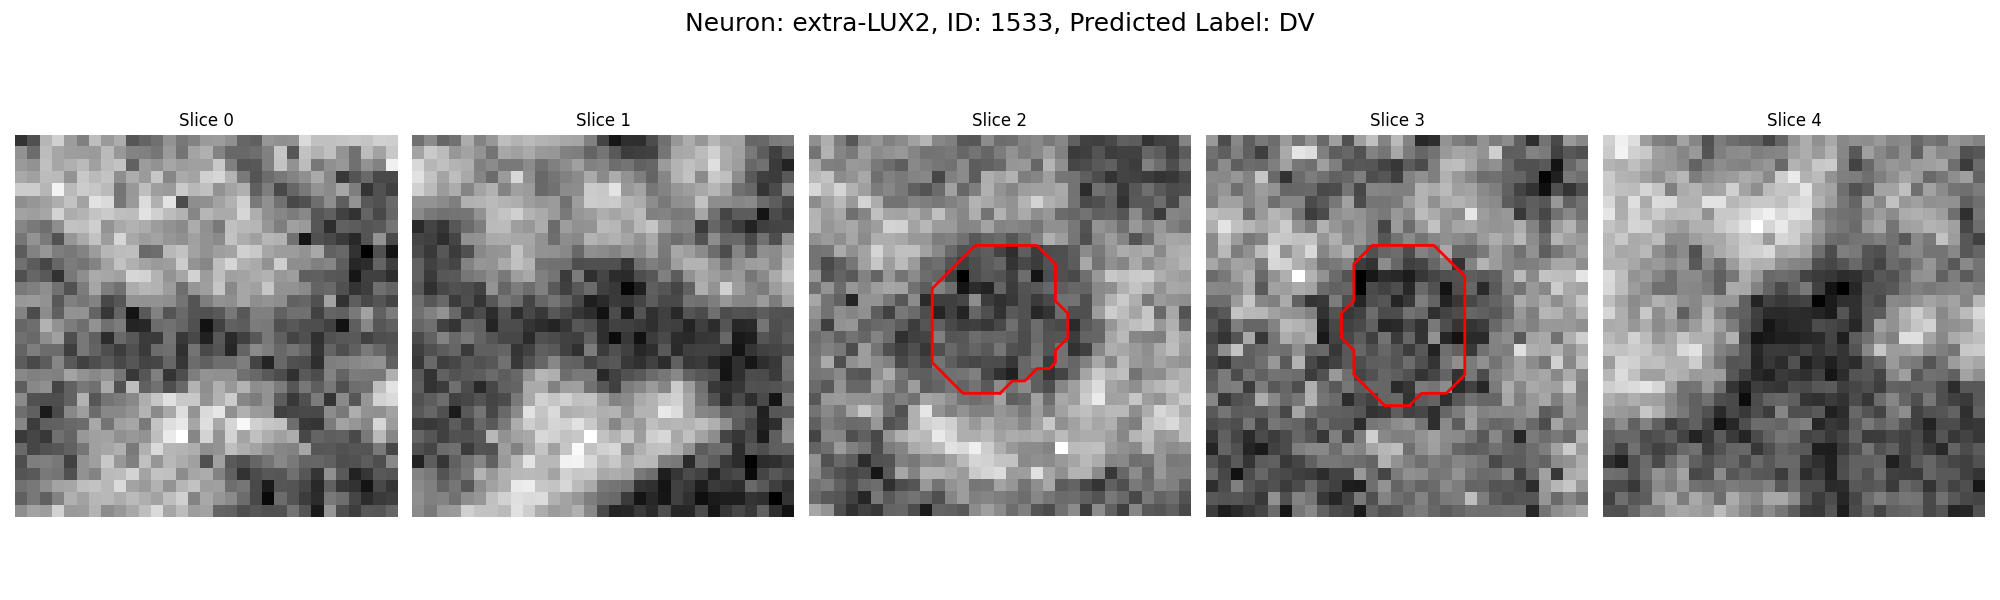 Neuron: extra-LUX2, ID: 1533, Predicted Label: DV
Slice 0
Slice 1
Slice 2
Slice 3
Slice 4